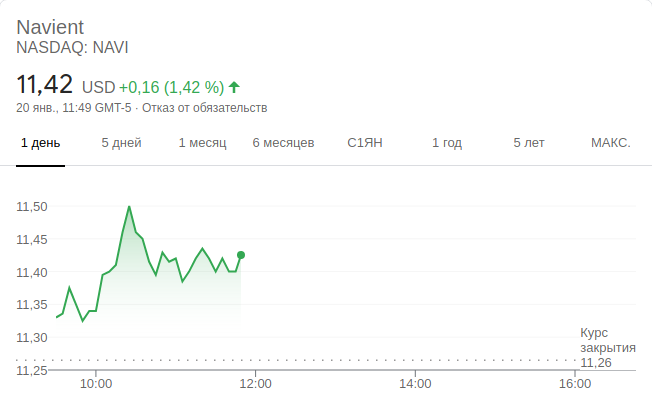 Navient
NASDAQ: NAVI
11,42 USD +0,16 (1,42 %)
20 янв., 11:49 GMT-5 · Отказ от обязательств
1 день 5 дней 1 месяц 6 месяцев С1ЯН 1 год 5 лет МАКС.
11,50
11,45
11,40
11,35
11,30
11,25
Курс
закрытия
11,26
10:00 12:00 14:00 16:00